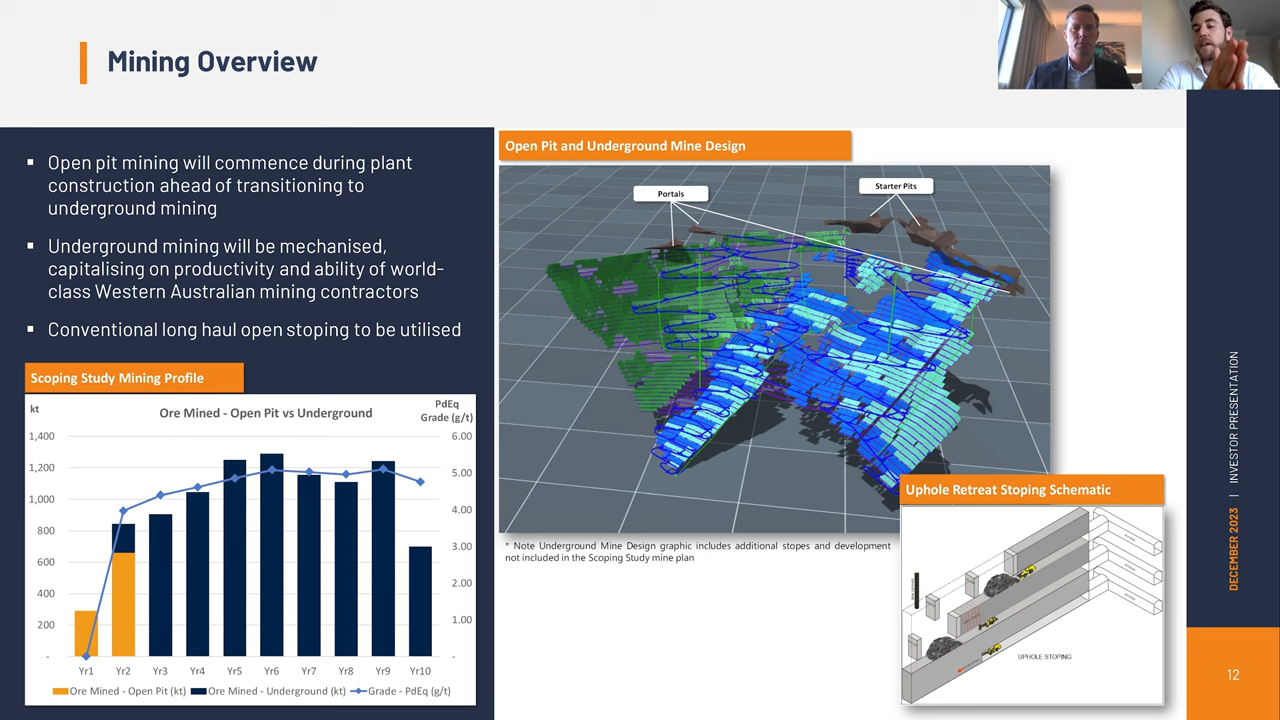 Mining Overview
▪ Open pit mining will commence during plant
construction ahead of transitioning to
underground mining
▪ Underground mining will be mechanised,
capitalising on productivity and ability of world-
class Western Australian mining contractors
▪ Conventional long haul open stoping to be utilised
Scoping Study Mining Profile
kt
Ore Mined - Open Pit vs Underground
PdEq
Grade (g/t)
1,400
1,200
1,000
800
600
400
200
-
6.00
5.00
4.00
3.00
2.00
1.00
-
Yr1 Yr2 Yr3 Yr4 Yr5 Yr6 Yr7 Yr8 Yr9 Yr10
Ore Mined - Open Pit (kt) Ore Mined - Underground (kt) Grade - PdEq (g/t)
Open Pit and Underground Mine Design
Portals
Starter Pits
* Note Underground Mine Design graphic includes additional stopes and development
not included in the Scoping Study mine plan
Uphole Retreat Stoping Schematic
UPHOLE STOPING
DECEMBER 2023 | INVESTOR PRESENTATION
12